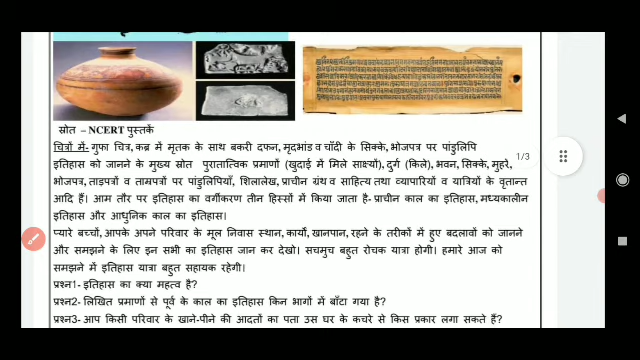 स्रोत – NCERT पुस्तकें
चित्रों में- गुफा चित्र, कब्र में मृतक के साथ बकरी दफन, मृदभांड व चाँदी के सिक्के, भोजपत्र पर पांडुलिपि
इतिहास को जानने के मुख्य स्रोत पुरातात्विक प्रमाणों (खुदाई में मिले साक्ष्यों), दुर्ग (किले), भवन, सिक्के, मुहरे,
1/3
भोजपत्र, ताड़पत्रों व ताम्रपत्रों पर पांडुलिपियाँ, शिलालेख, प्राचीन ग्रंथ व साहित्य तथा व्यापारियों व यात्रियों के वृतान्त
आदि हैं। आम तौर पर इतिहास का वर्गीकरण तीन हिस्सों में किया जाता है- प्राचीन काल का इतिहास, मध्यकालीन
इतिहास और आधुनिक काल का इतिहास।
प्यारे बच्चों, आपके अपने परिवार के मूल निवास स्थान, कार्यों, खानपान, रहने के तरीकों में हुए बदलावों को जानने
और समझने के लिए इन सभी का इतिहास जान कर देखो। सचमुच बहुत रोचक यात्रा होगी। हमारे आज को
समझने में इतिहास यात्रा बहुत सहायक रहेगी।
प्रश्न1- इतिहास का क्या महत्व है?
प्रश्न2- लिखित प्रमाणों से पूर्व के काल का इतिहास किन भागों में बाँटा गया है?
प्रश्न3- आप किसी परिवार के खाने-पीने की आदतों का पता उस घर के कचरे से किस प्रकार लगा सकते हैं?